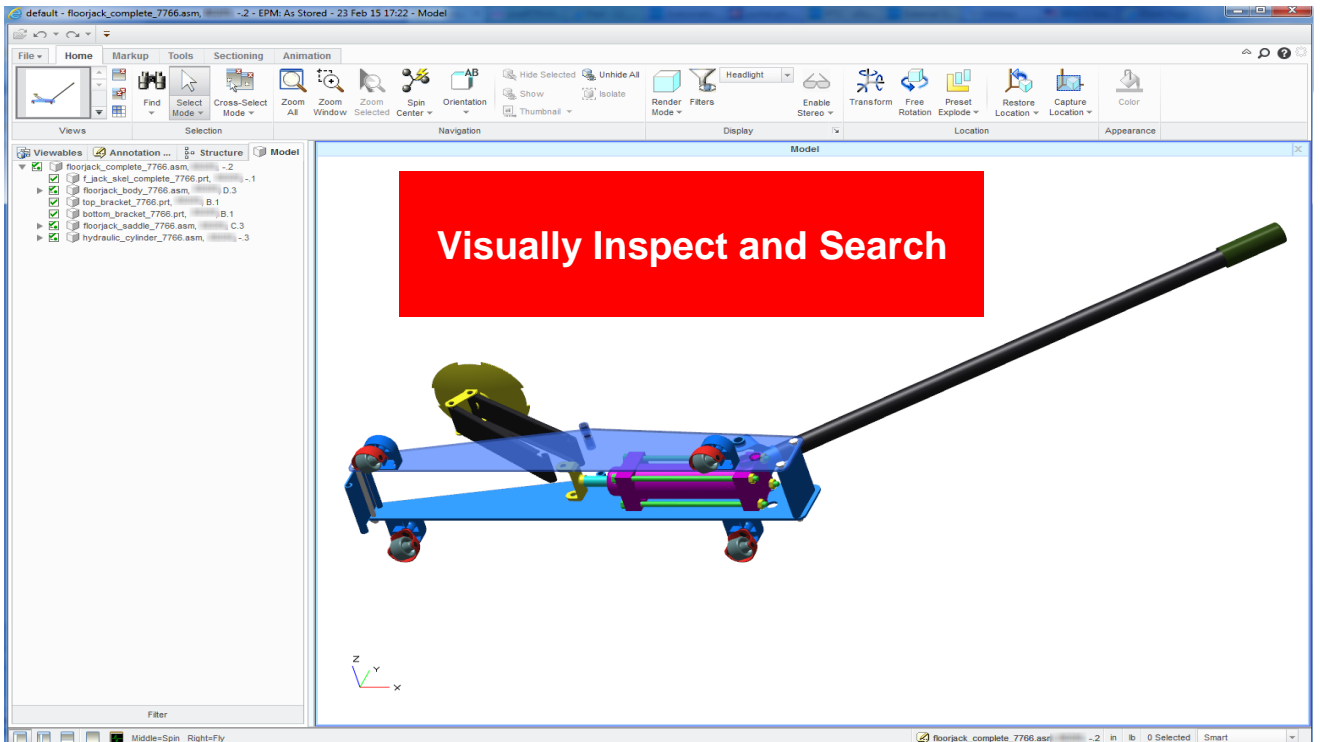 default - floorjack_complete_7766.asm, -.2 - EPM: As Stored - 23 Feb 15 17:22 - Model
File Home Markup Tools Sectioning Animation
Hide Selected Unhide All
Show Isolate
Thumbnail
Headlight
AB
Find
Select Mode
Cross-Select Mode
Zoom All
Zoom Window
Zoom Selected
Spin Center
Orientation
Render Mode
Filters
Enable Stereo
Transform
Free Rotation
Preset Explode
Restore Location
Capture Location
Color
Views Selection Navigation Display Location Appearance
Viewables Annotation ... Structure Model
Model
floorjack_complete_7766.asm, -.2
f_jack_skel_complete_7766.prt, -.1
floorjack_body_7766.asm, D.3
top_bracket_7766.prt, B.1
bottom_bracket_7766.prt, B.1
floorjack_saddle_7766.asm, C.3
hydraulic_cylinder_7766.asm, -.3
Visually Inspect and Search
Z
Y
X
Filter
Middle=Spin Right=Fly
floorjack_complete_7766.asm -.2 in lb 0 Selected Smart